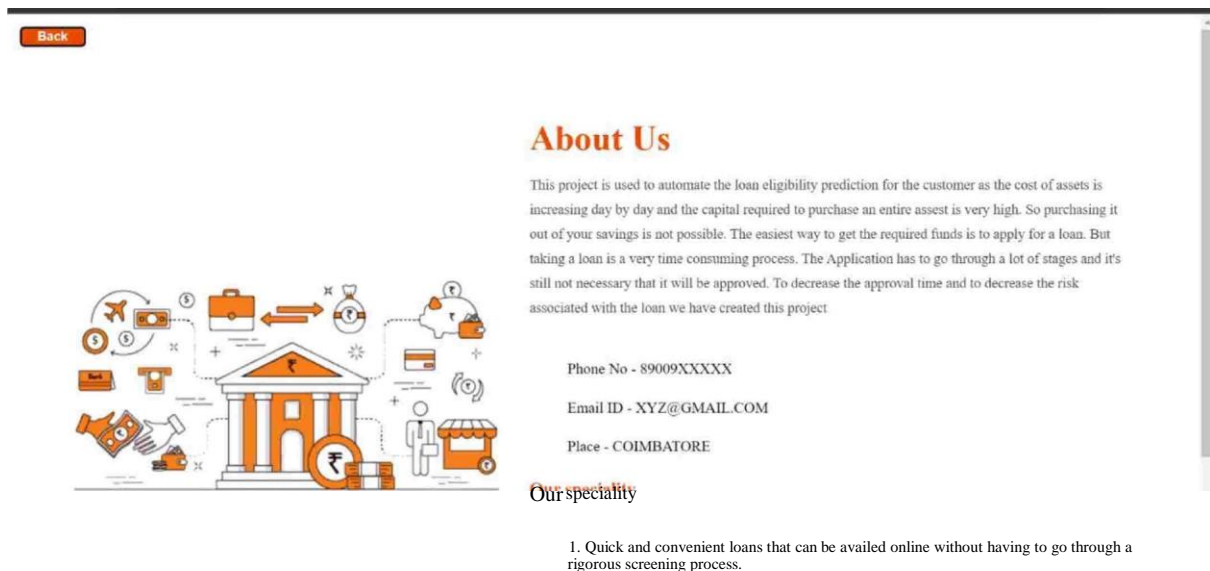 Back
About Us
This project is used to automate the loan eligibility prediction for the customer as the cost of assets is
increasing day by day and the capital required to purchase an entire assest is very high. So purchasing it
out of your savings is not possible. The easiest way to get the required funds is to apply for a loan. But
taking a loan is a very time consuming process. The Application has to go through a lot of stages and it's
still not necessary that it will be approved. To decrease the approval time and to decrease the risk
associated with the loan we have created this project
$
₹
₹
₹
$
$
Bank
₹
₹
₹
₹
₹
Phone No - 89009XXXXX
Email ID - XYZ@GMAIL.COM
Place - COIMBATORE
Our speciality
Our speciality
1. Quick and convenient loans that can be availed online without having to go through a
rigorous screening process.